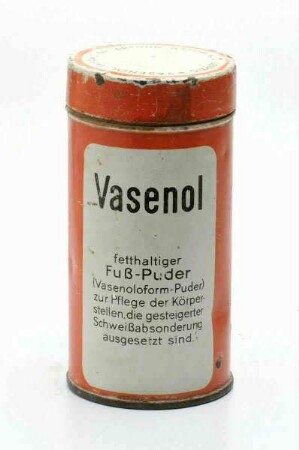 Vasenol
fetthaltiger
Fuß-Puder
(Vasenoloform-Puder)
zur Pflege der Körper-
stellen, die gesteigerter
Schweißabsonderung
ausgesetzt sind.